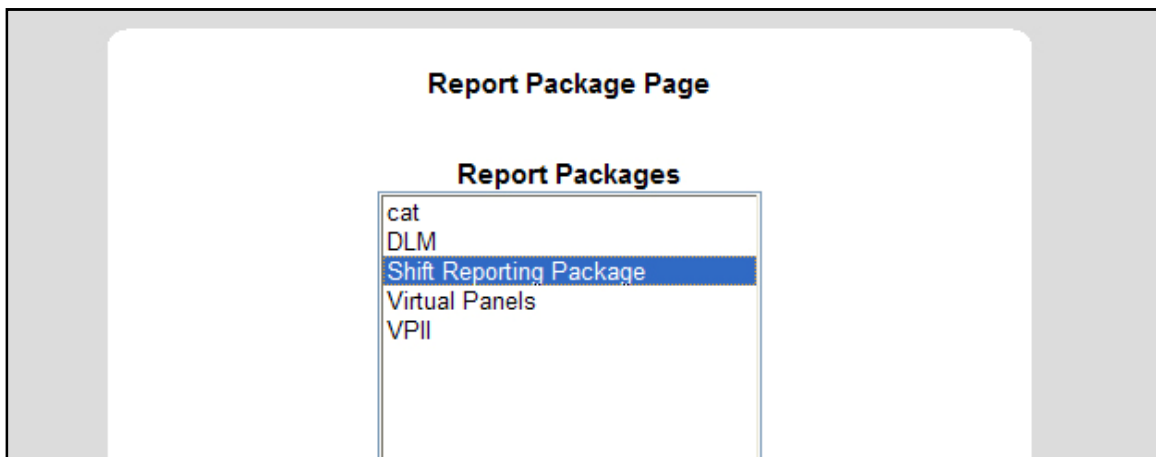 Report Package Page
Report Packages
cat
DLM
Shift Reporting Package
Virtual Panels
VPII